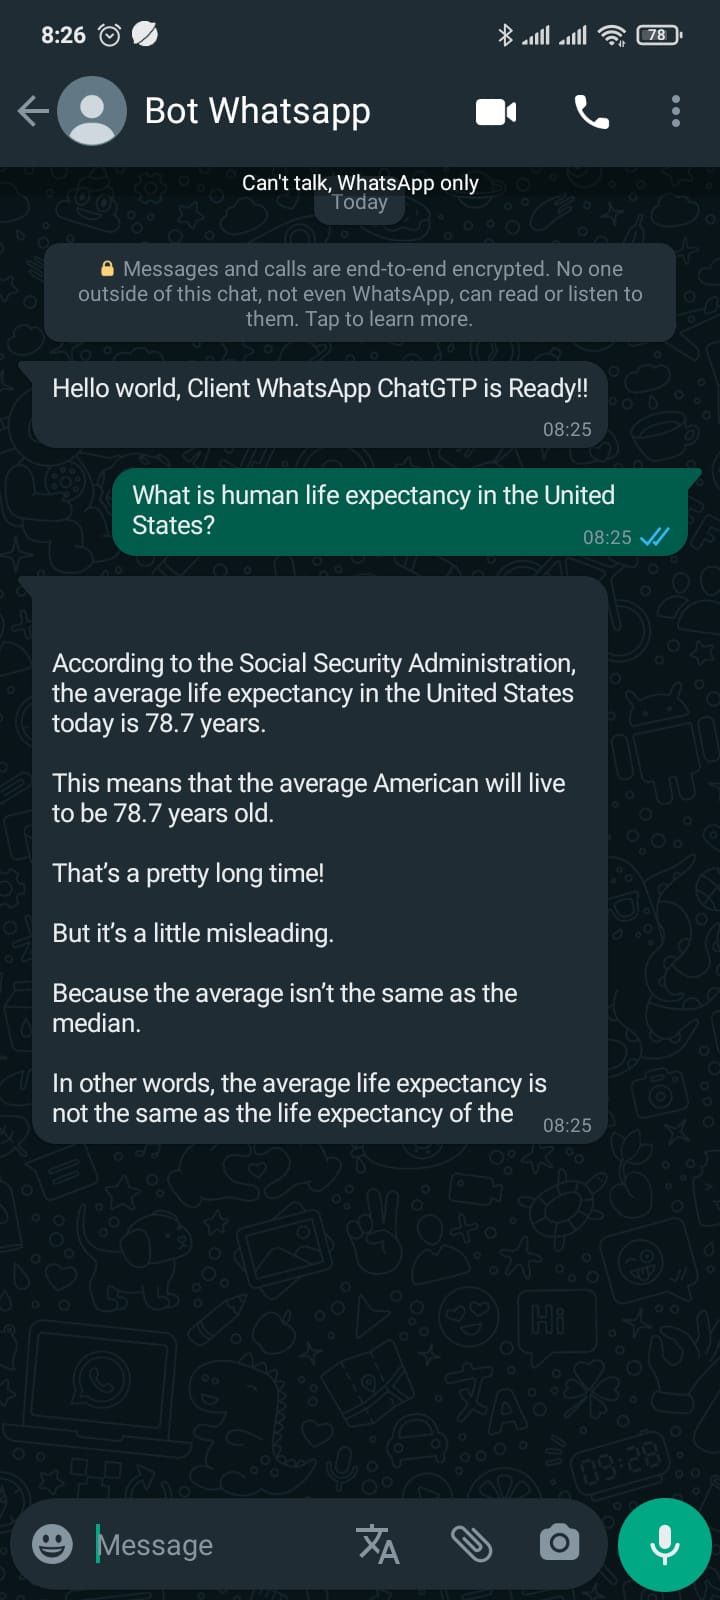 8:26
78
Bot Whatsapp
Can't talk, WhatsApp only
Today
Messages and calls are end-to-end encrypted. No one
outside of this chat, not even WhatsApp, can read or listen to
them. Tap to learn more.
Hello world, Client WhatsApp ChatGTP is Ready!!
08:25
What is human life expectancy in the United
States?
08:25
According to the Social Security Administration,
the average life expectancy in the United States
today is 78.7 years.
This means that the average American will live
to be 78.7 years old.
That’s a pretty long time!
But it’s a little misleading.
Because the average isn’t the same as the
median.
In other words, the average life expectancy is
not the same as the life expectancy of the
08:25
Hi
09:28
Message